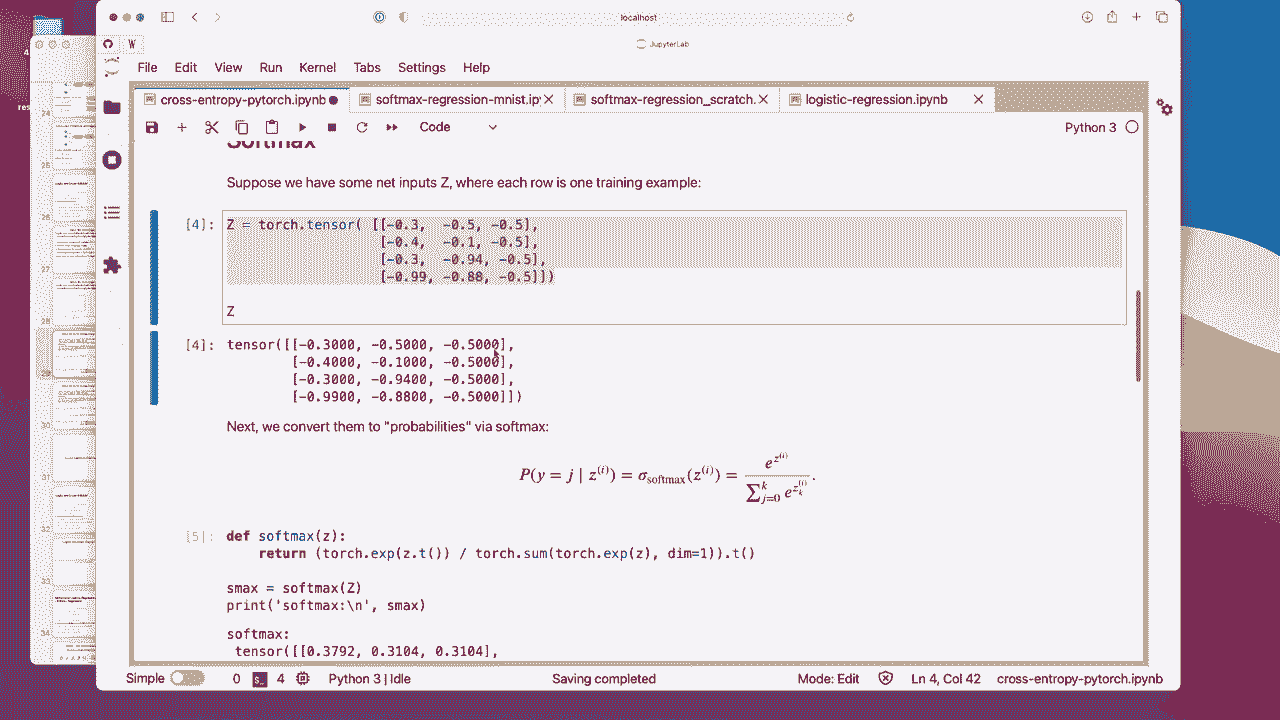 localhost
JupyterLab
File Edit View Run Kernel Tabs Settings Help
cross-entropy-pytorch.ipynb softmax-regression-mnist.ip softmax-regression_scratch. logistic-regression.ipynb
Code Python 3
Softmax
Suppose we have some net inputs Z, where each row is one training example:
[4]: Z = torch.tensor( [[-0.3, -0.5, -0.5],
[-0.4, -0.1, -0.5],
[-0.3, -0.94, -0.5],
[-0.99, -0.88, -0.5]])
Z
[4]: tensor([[-0.3000, -0.5000, -0.5000],
[-0.4000, -0.1000, -0.5000],
[-0.3000, -0.9400, -0.5000],
[-0.9900, -0.8800, -0.5000]])
Next, we convert them to "probabilities" via softmax:
P(y = j | z^{(i)}) = σ_{softmax}(z^{(i)}) = \frac{e^{z^{(i)}}}{\sum_{j=0}^{k} e^{z_k^{(i)}}}.
[5]: def softmax(z):
return (torch.exp(z.t()) / torch.sum(torch.exp(z), dim=1)).t()
smax = softmax(Z)
print('softmax:\n', smax)
softmax:
tensor([[0.3792, 0.3104, 0.3104],
Simple 0 4 Python 3 | Idle Saving completed Mode: Edit Ln 4, Col 42 cross-entropy-pytorch.ipynb